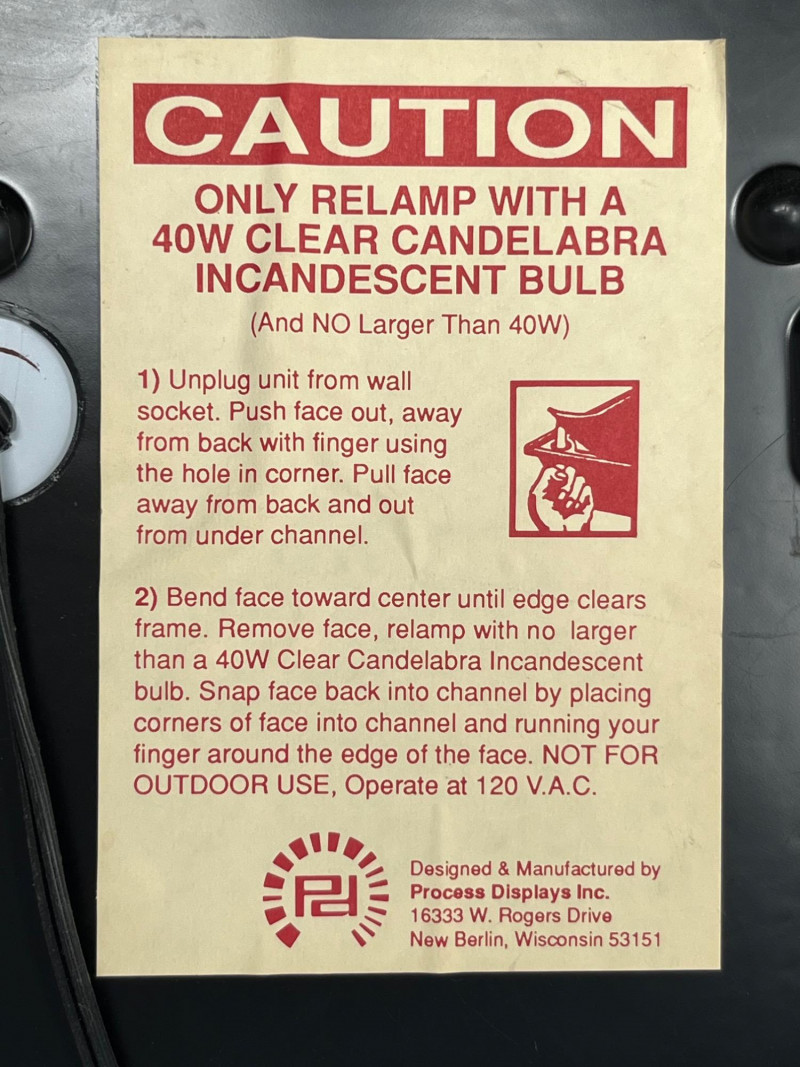 CAUTION
ONLY RELAMP WITH A
40W CLEAR CANDELABRA
INCANDESCENT BULB
(And NO Larger Than 40W)
1) Unplug unit from wall
socket. Push face out, away
from back with finger using
the hole in corner. Pull face
away from back and out
from under channel.
2) Bend face toward center until edge clears
frame. Remove face, relamp with no larger
than a 40W Clear Candelabra Incandescent
bulb. Snap face back into channel by placing
corners of face into channel and running your
finger around the edge of the face. NOT FOR
OUTDOOR USE, Operate at 120 V.A.C.
Pd
Designed & Manufactured by
Process Displays Inc.
16333 W. Rogers Drive
New Berlin, Wisconsin 53151